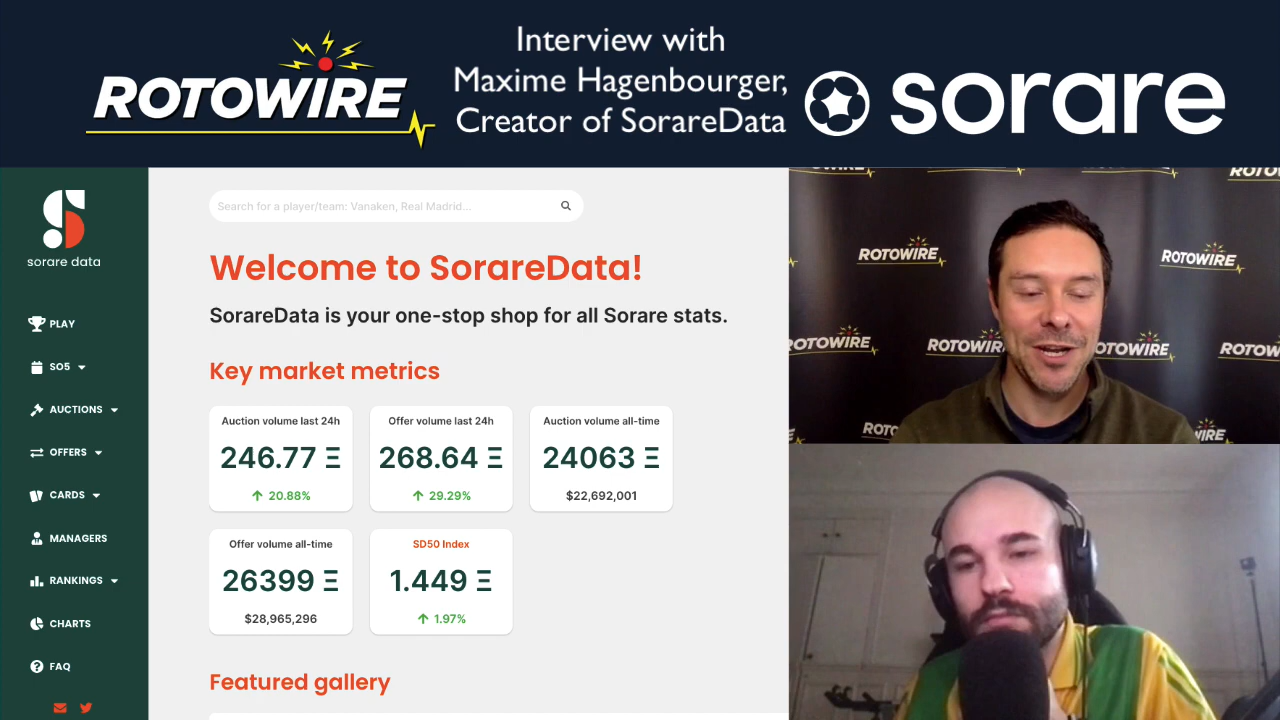 ROTOWIRE
Interview with
Maxime Hagenbourger,
Creator of SorareData
sorare
sorare data
PLAY
SO5
AUCTIONS
OFFERS
CARDS
MANAGERS
RANKINGS
CHARTS
FAQ
Search for a player/team: Vanaken, Real Madrid...
Welcome to SorareData!
SorareData is your one-stop shop for all Sorare stats.
Key market metrics
Auction volume last 24h
246.77 Ξ
20.88%
Offer volume last 24h
268.64 Ξ
29.29%
Auction volume all-time
24063 Ξ
$22,692,001
Offer volume all-time
26399 Ξ
$28,965,296
SD50 Index
1.449 Ξ
1.97%
Featured gallery
ROTOWIRE
ROTOWIRE
ROTOWIRE
ROTOWIRE
ROTOWIRE